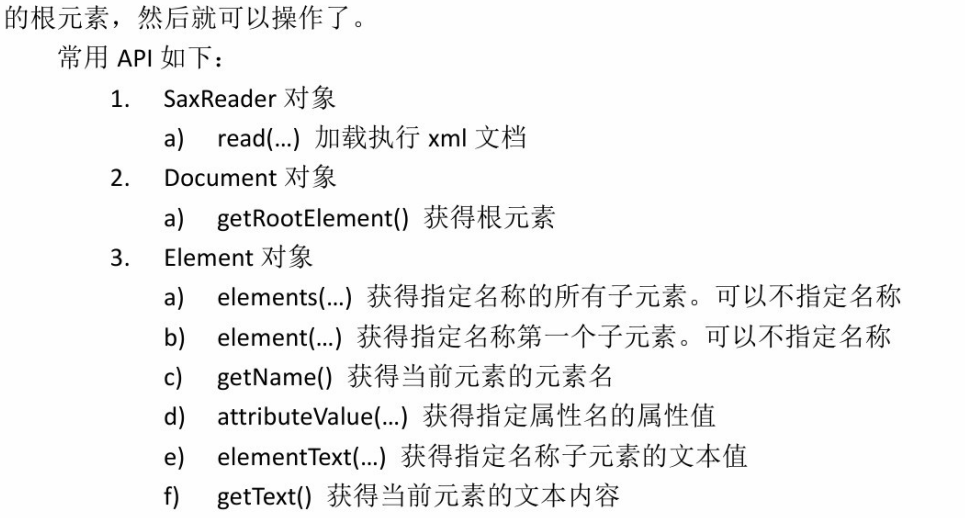 的根元素，然后就可以操作了。
常用 API 如下：
1. SaxReader 对象
a) read(…) 加载执行 xml 文档
2. Document 对象
a) getRootElement() 获得根元素
3. Element 对象
a) elements(…) 获得指定名称的所有子元素。可以不指定名称
b) element(…) 获得指定名称第一个子元素。可以不指定名称
c) getName() 获得当前元素的元素名
d) attributeValue(…) 获得指定属性名的属性值
e) elementText(…) 获得指定名称子元素的文本值
f) getText() 获得当前元素的文本内容